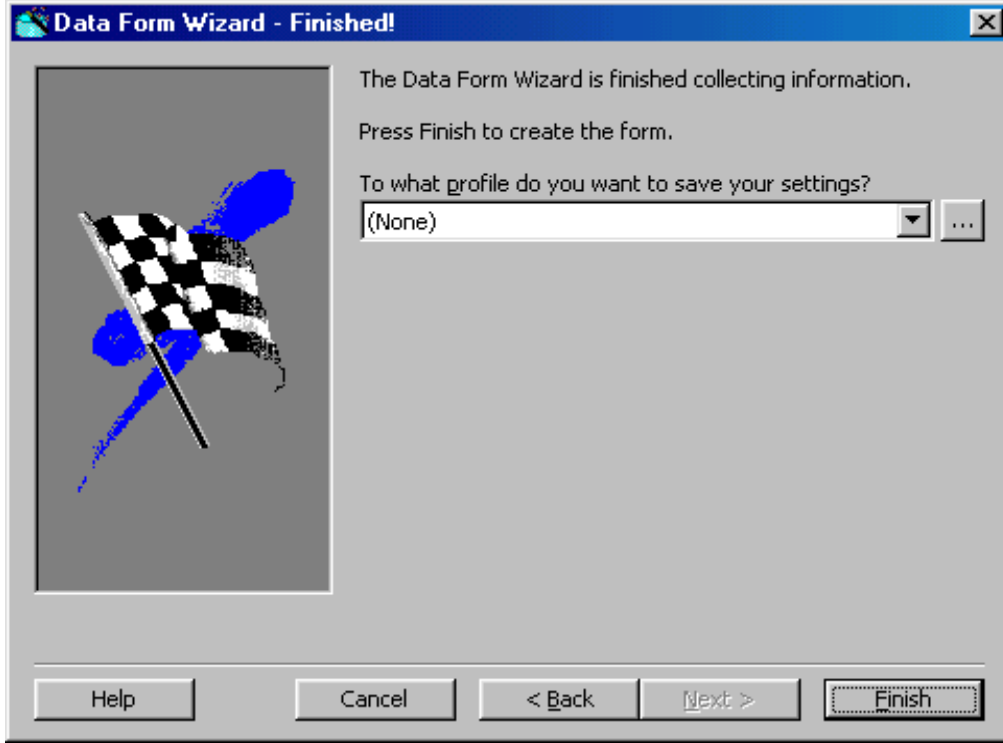 Data Form Wizard - Finished!
The Data Form Wizard is finished collecting information.
Press Finish to create the form.
To what profile do you want to save your settings?
(None)
...
Help
Cancel
< Back
Next >
Finish